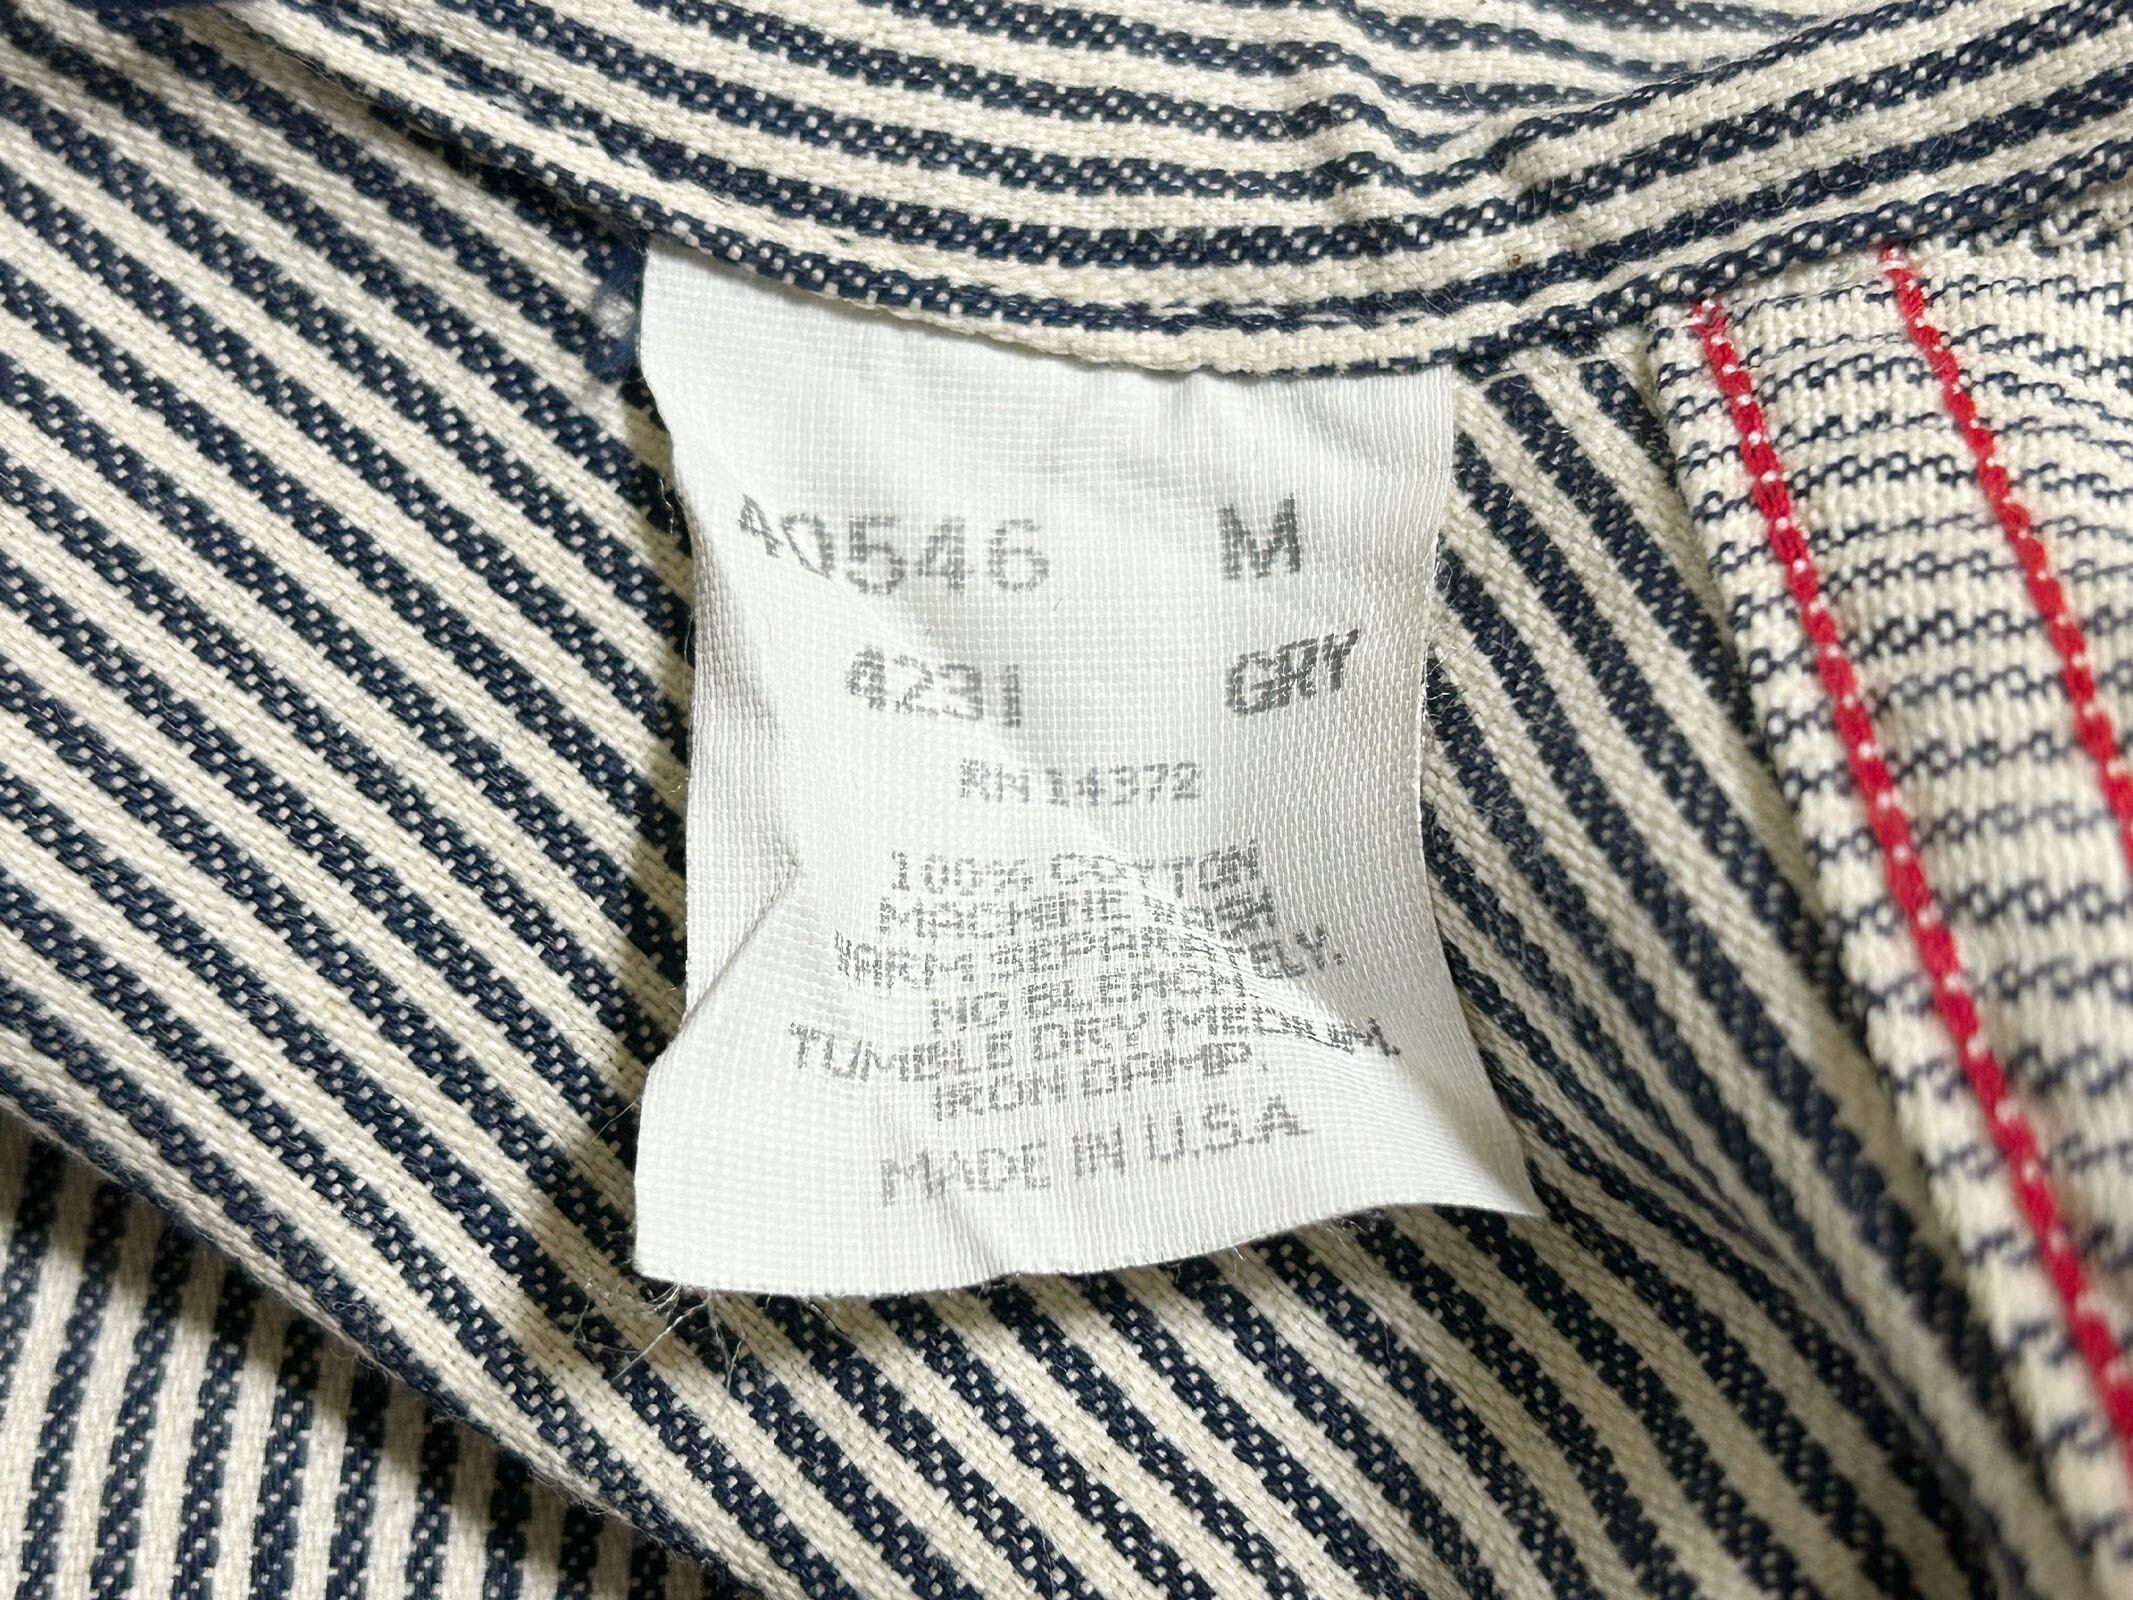 40546 M
4231 GRY
RN 14372
100% COTTON
MACHINE WASH
WARM SEPARATELY.
NO BLEACH
TUMBLE DRY MEDIUM.
IRON DAMP.
MADE IN U.S.A